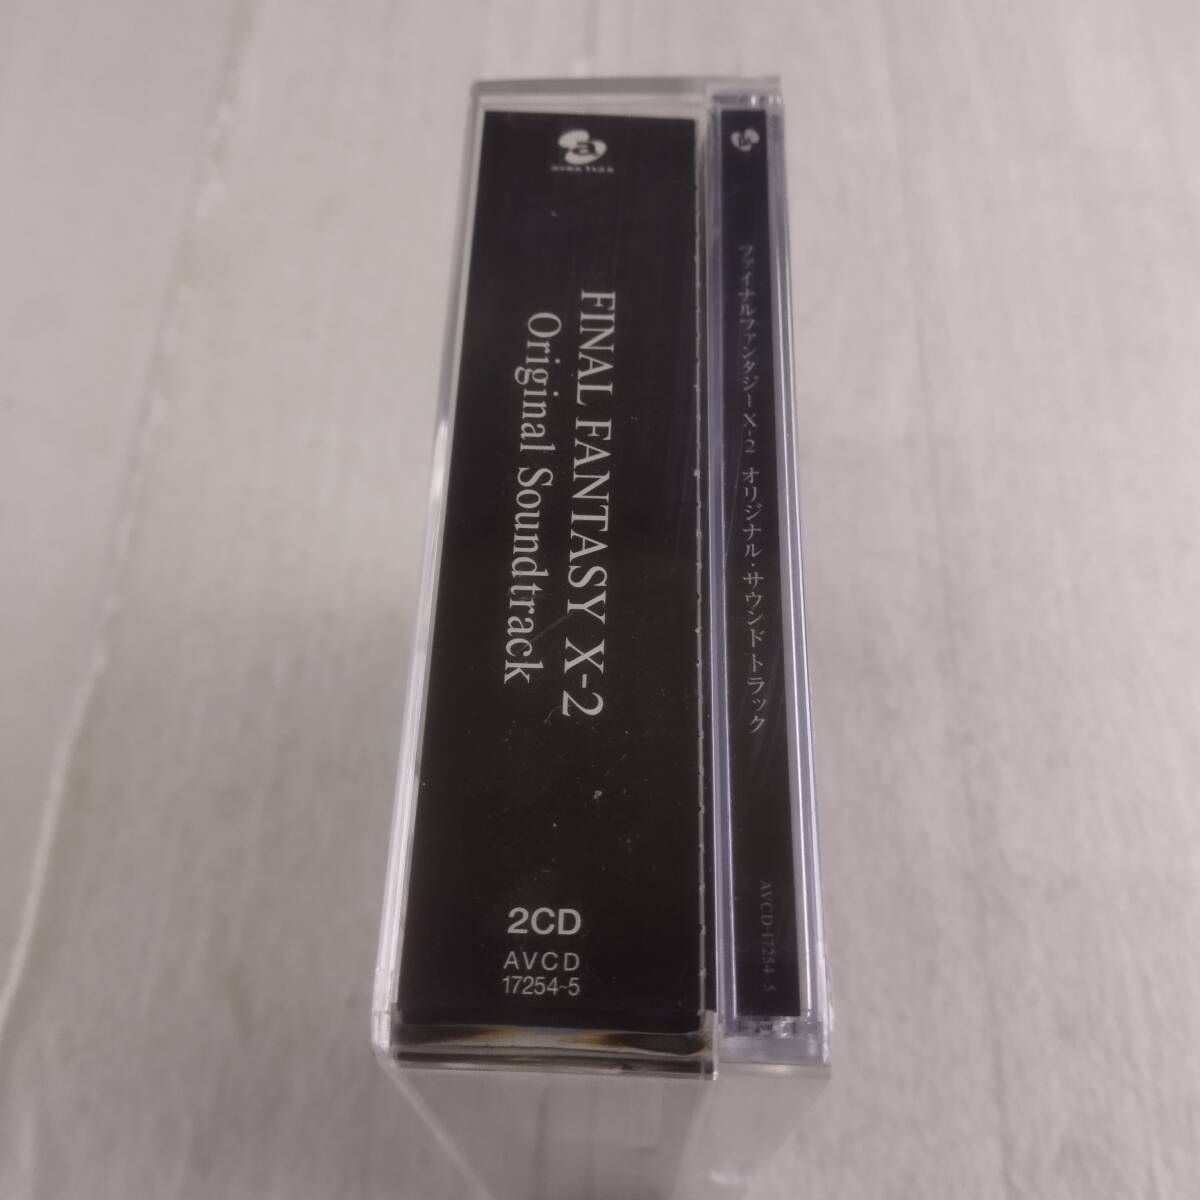 a
avex trax
FINAL FANTASY X-2
Original Soundtrack
2CD
AVCD
17254~5
a
ファイナルファンタジーX-2 オリジナル・サウンドトラック
AVCD-17254~5